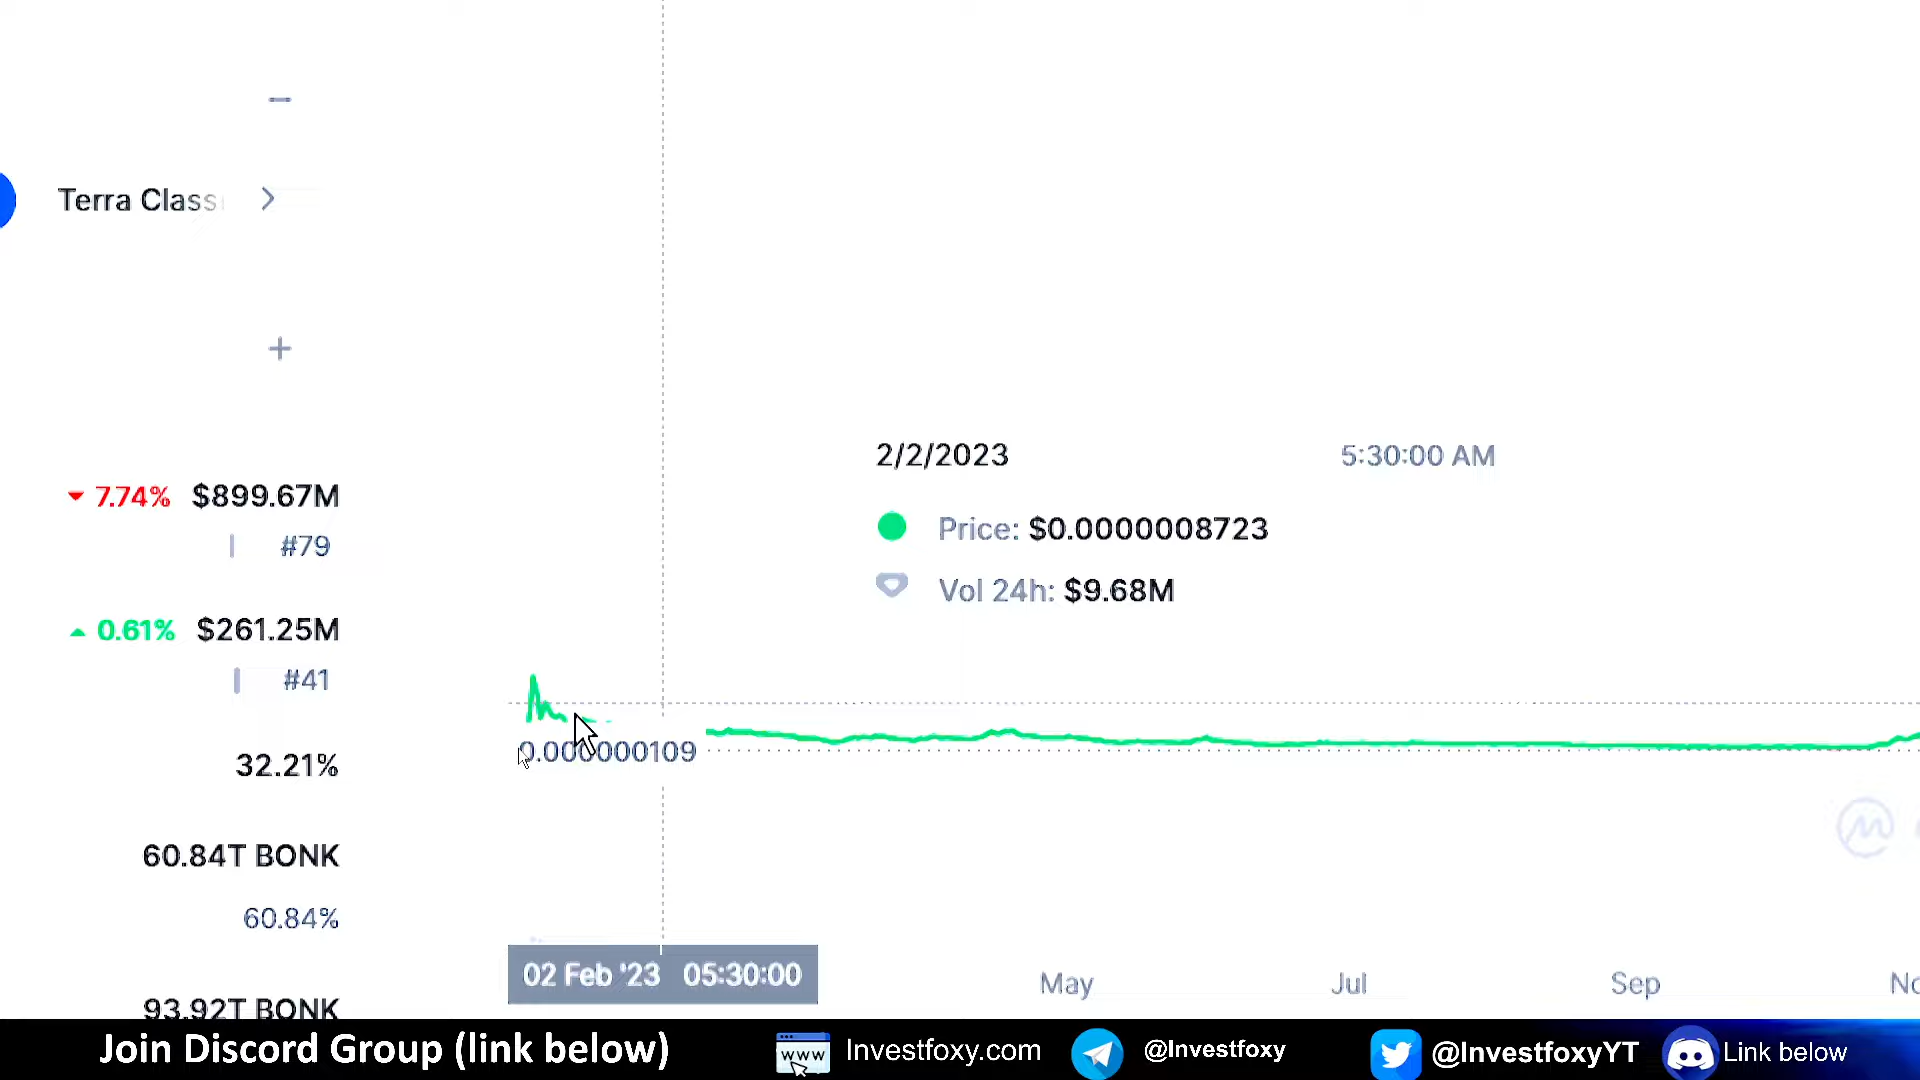 Terra Class
7.74% $899.67M
#79
0.61% $261.25M
#41
32.21%
60.84T BONK
60.84%
93.92T BONK
2/2/2023 5:30:00 AM
Price: $0.0000008723
Vol 24h: $9.68M
0.000000109
02 Feb '23 05:30:00
May Jul Sep
Join Discord Group (link below)
www
Investfoxy.com
@Investfoxy
@InvestfoxyYT
Link below